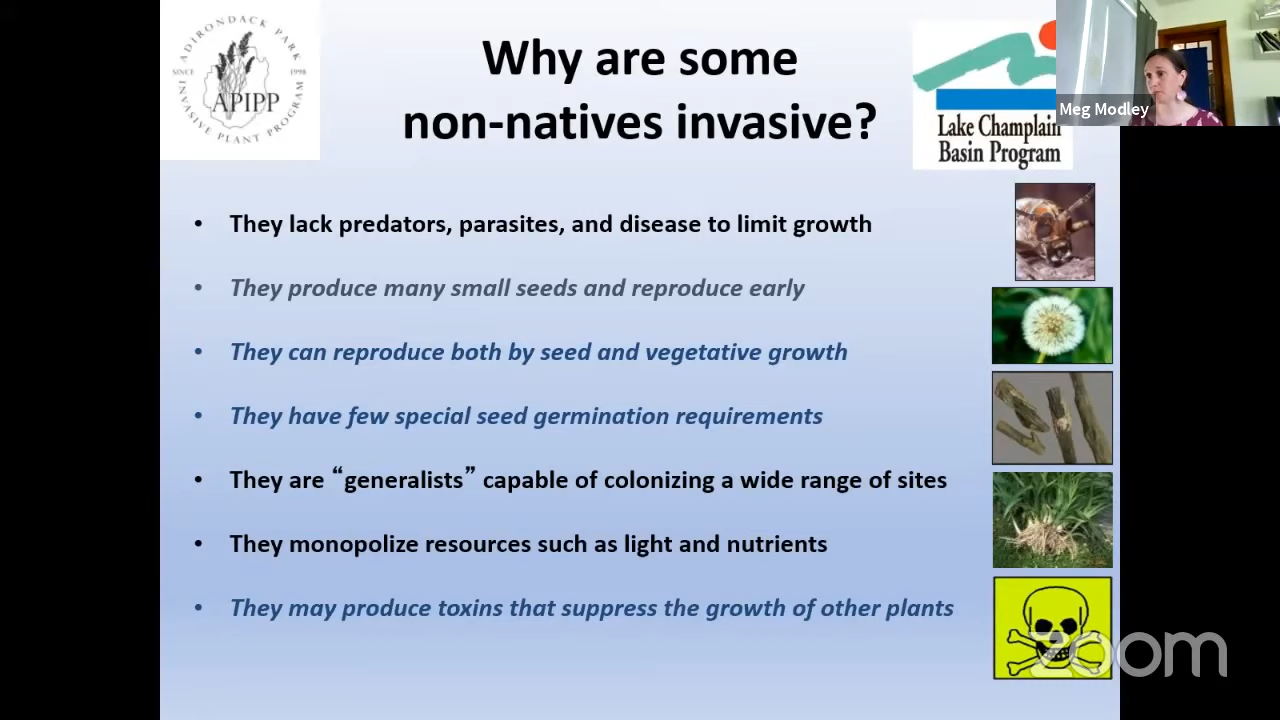 ADIRONDACK PARK
SINCE 1998
APIPP
INVASIVE PLANT PROGRAM
Why are some
non-natives invasive?
Lake Champlain
Basin Program
Meg Modley
• They lack predators, parasites, and disease to limit growth
• They produce many small seeds and reproduce early
• They can reproduce both by seed and vegetative growth
• They have few special seed germination requirements
• They are “generalists” capable of colonizing a wide range of sites
• They monopolize resources such as light and nutrients
• They may produce toxins that suppress the growth of other plants
zoom